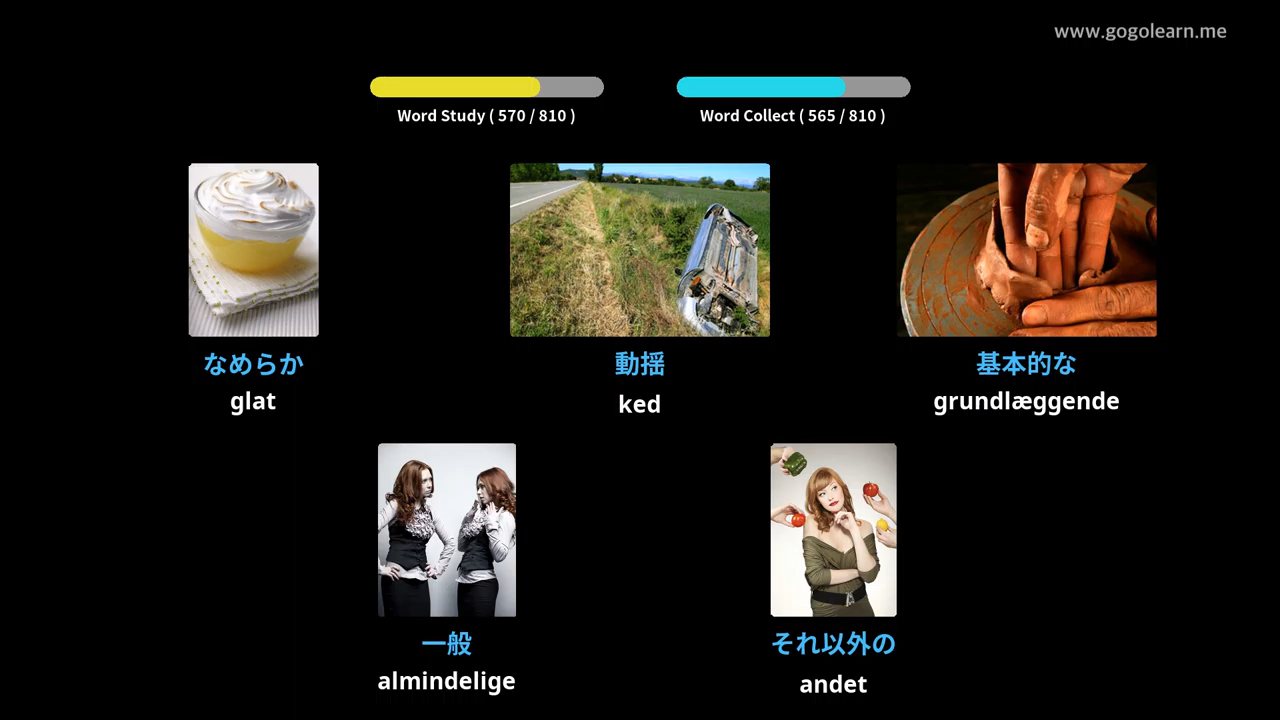 www.gogolearn.me
Word Study ( 570 / 810 )
Word Collect ( 565 / 810 )
なめらか
glat
動揺
ked
基本的な
grundlæggende
一般
almindelige
それ以外の
andet